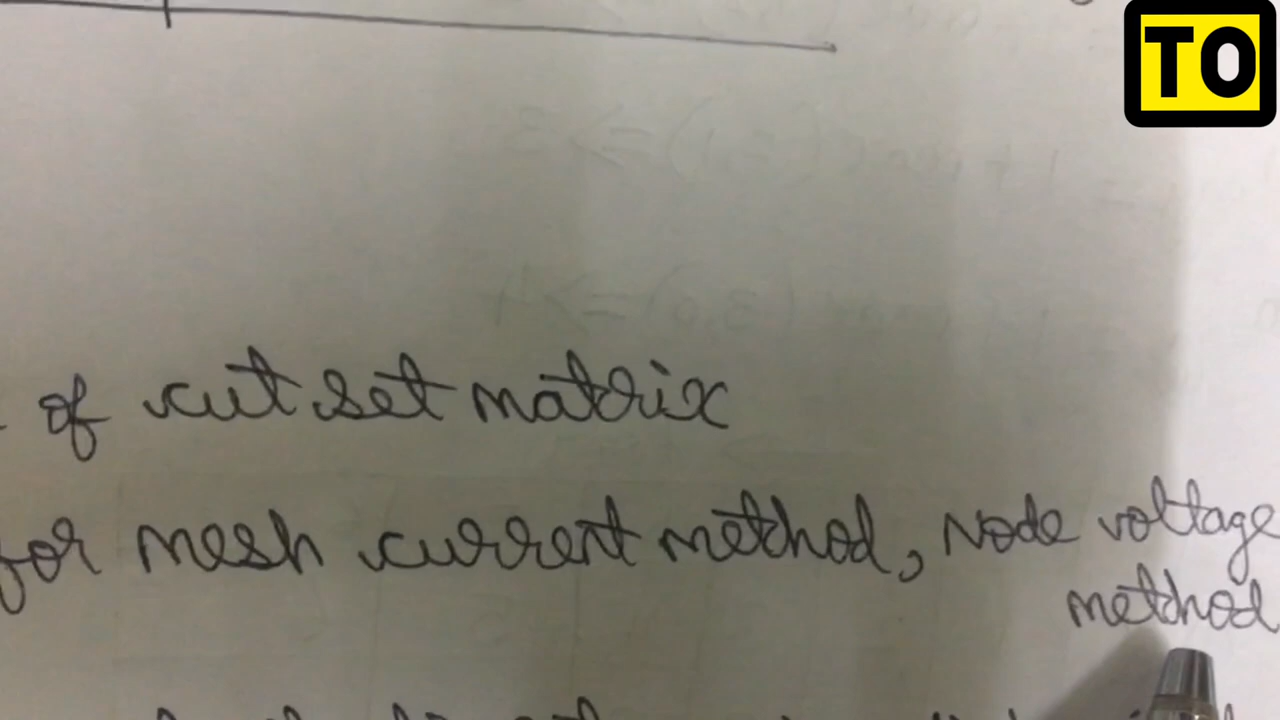 TO
of cut set matrix
for mesh current method, Node voltage
method